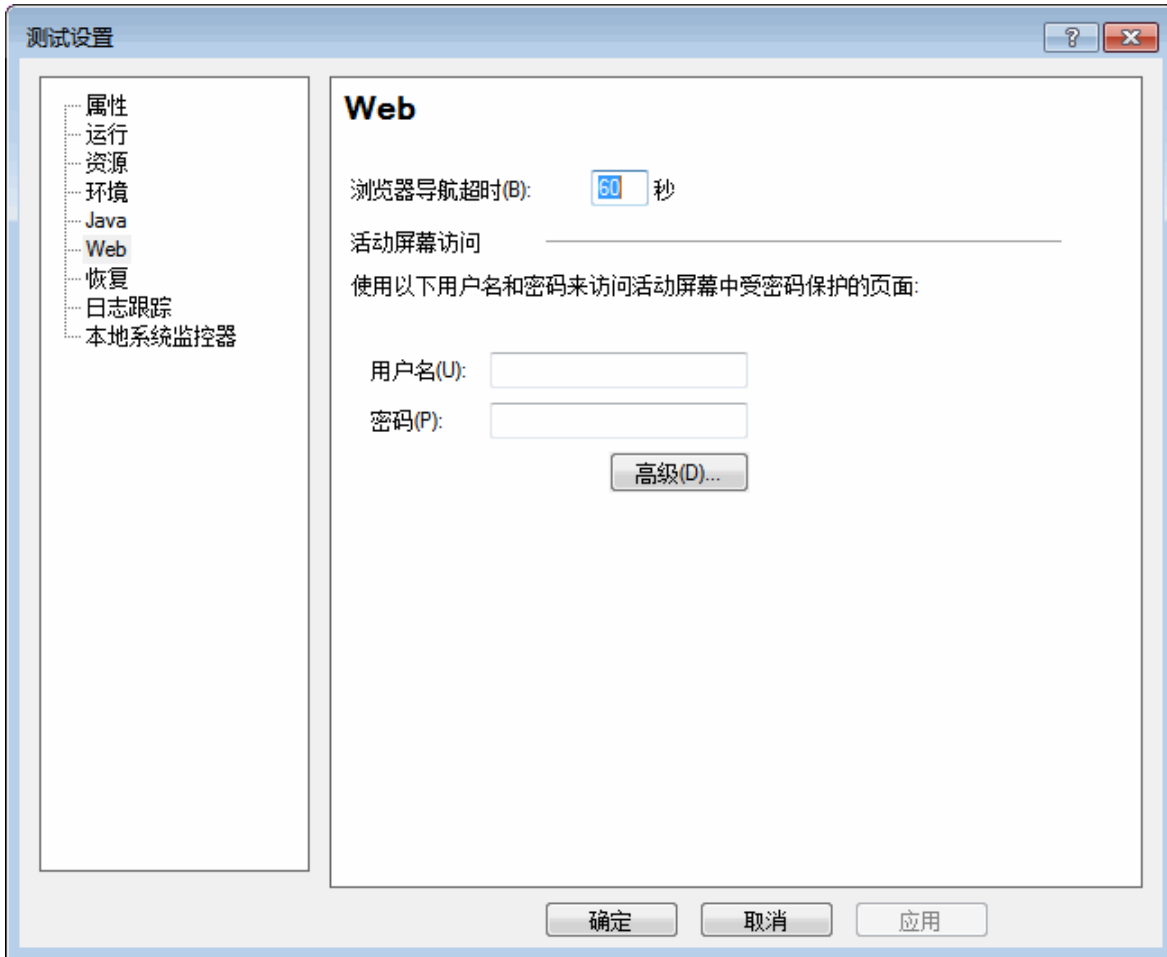 测试设置
属性
运行
资源
环境
Java
Web
恢复
日志跟踪
本地系统监控器
Web
浏览器导航超时(B): 60 秒
活动屏幕访问
使用以下用户名和密码来访问活动屏幕中受密码保护的页面:
用户名(U):
密码(P):
高级(D)...
确定 取消 应用